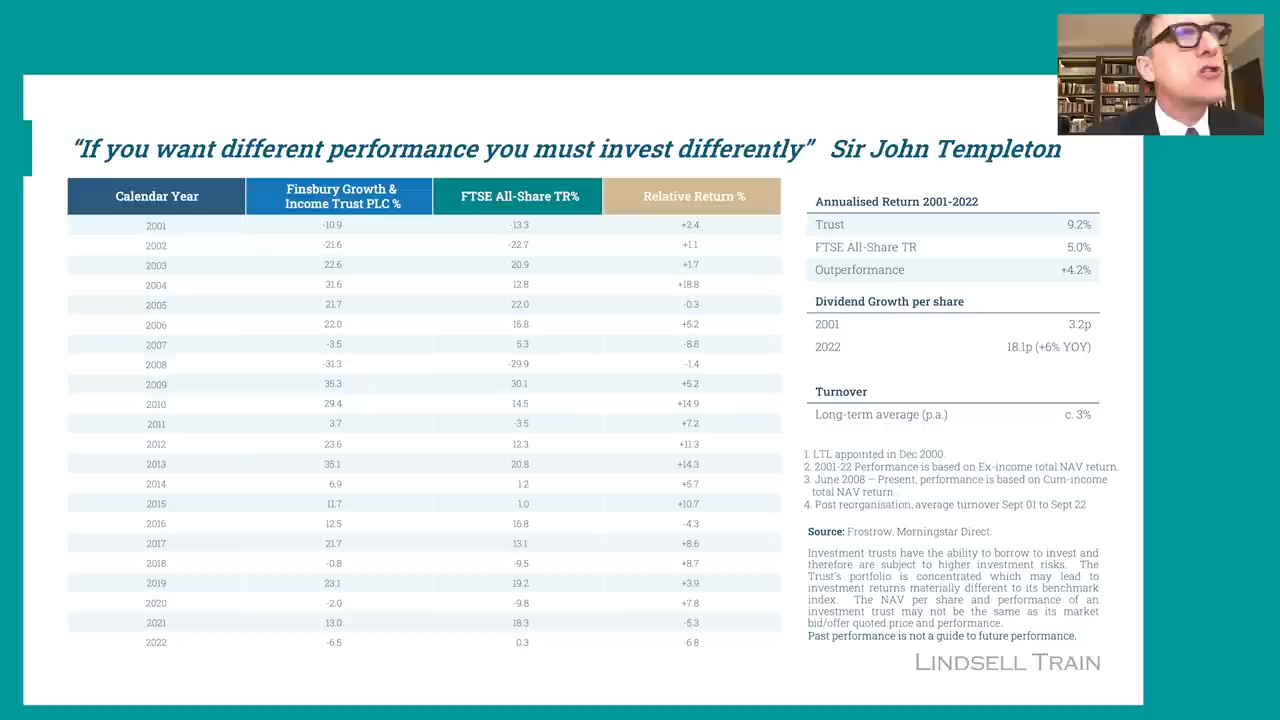 “If you want different performance you must invest differently” Sir John Templeton
Calendar Year Finsbury Growth & Income Trust PLC % FTSE All-Share TR% Relative Return %
2001 -10.9 -13.3 +2.4
2002 -21.6 -22.7 +1.1
2003 22.6 20.9 +1.7
2004 31.6 12.8 +18.8
2005 21.7 22.0 -0.3
2006 22.0 16.8 +5.2
2007 -3.5 5.3 -8.8
2008 -31.3 -29.9 -1.4
2009 35.3 30.1 +5.2
2010 29.4 14.5 +14.9
2011 3.7 -3.5 +7.2
2012 23.6 12.3 +11.3
2013 35.1 20.8 +14.3
2014 6.9 1.2 +5.7
2015 11.7 1.0 +10.7
2016 12.5 16.8 -4.3
2017 21.7 13.1 +8.6
2018 -0.8 -9.5 +8.7
2019 23.1 19.2 +3.9
2020 -2.0 -9.8 +7.8
2021 13.0 18.3 -5.3
2022 -6.5 0.3 -6.8
Annualised Return 2001-2022
Trust 9.2%
FTSE All-Share TR 5.0%
Outperformance +4.2%
Dividend Growth per share
2001 3.2p
2022 18.1p (+6% YOY)
Turnover
Long-term average (p.a.) c. 3%
1. LTL appointed in Dec 2000.
2. 2001-22 Performance is based on Ex-income total NAV return.
3. June 2008 – Present, performance is based on Cum-income
total NAV return
4. Post reorganisation, average turnover Sept 01 to Sept 22
Source: Frostrow. Morningstar Direct.
Investment trusts have the ability to borrow to invest and
therefore are subject to higher investment risks. The
Trust's portfolio is concentrated which may lead to
investment returns materially different to its benchmark
index. The NAV per share and performance of an
investment trust may not be the same as its market
bid/offer quoted price and performance.
Past performance is not a guide to future performance.
LINDSELL TRAIN